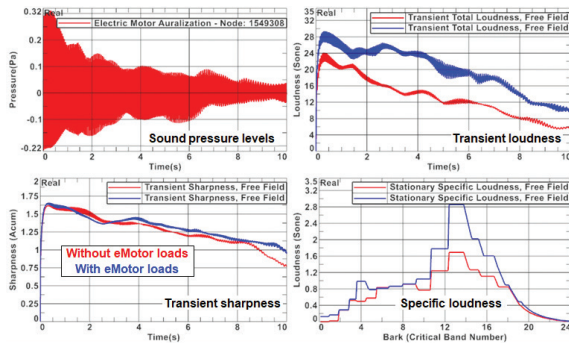 Real
Electric Motor Auralization - Node: 1549308
Pressure(Pa)
0.32
0.2
0.1
0
-0.1
-0.22
0
2
4
6
8
10
Time(s)
Sound pressure levels
Real
Transient Total Loudness, Free Field
Transient Total Loudness, Free Field
Loudness (Sone)
32
28
24
20
16
12
8
4
0
2
4
6
8
10
Time(s)
Transient loudness
Real
Transient Sharpness, Free Field
Transient Sharpness, Free Field
Sharpness (Acum)
2
1.75
1.5
1.25
1
0.75
0.5
0.25
0
0
2
4
6
8
10
Time(s)
Without eMotor loads
With eMotor loads
Transient sharpness
Real
Stationary Specific Loudness, Free Field
Stationary Specific Loudness, Free Field
Loudness (Sone)
3.2
2.8
2.4
2.0
1.6
1.2
0.8
0.4
0
0
4
8
12
16
20
24
Bark (Critical Band Number)
Specific loudness